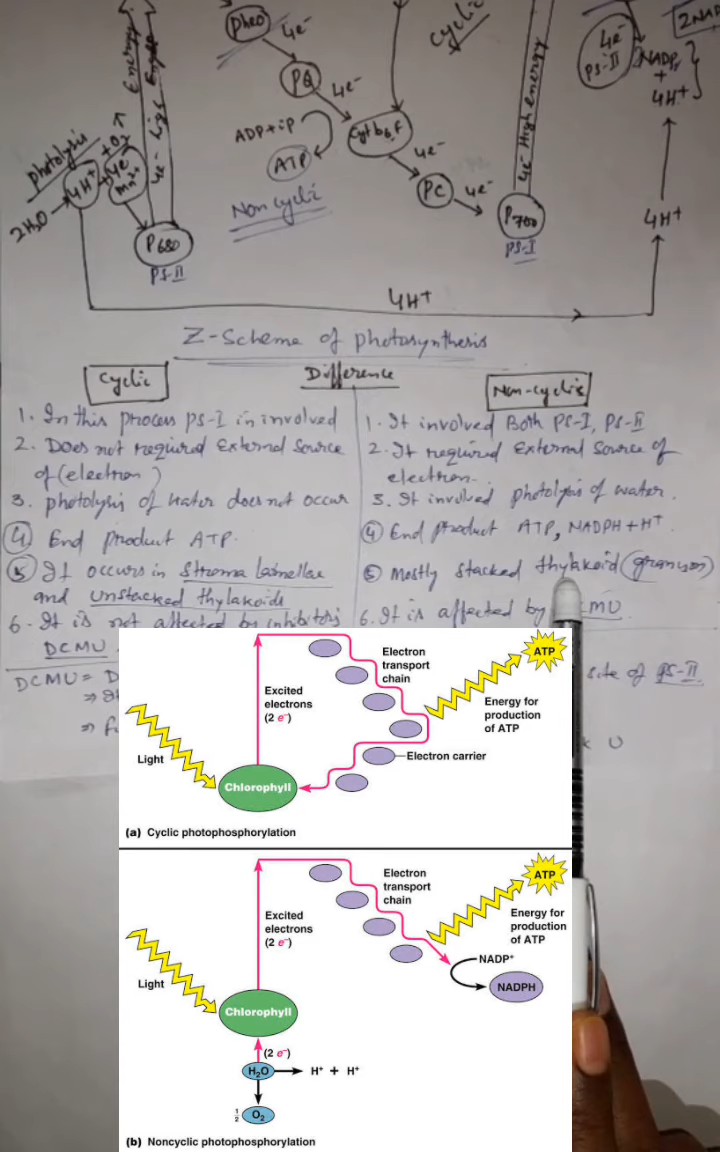 Pheo
4e-
PQ
4e-
ADP+iP
ATP
Non cyclic
Cyt b6f
4e-
PC
4e-
cyclic
4e- High energy
P700
PS-I
4e-
PS-II
NADP
+
4H+
2NAD
4H+
photolysis
2H2O
4H+
+O2↑
4e
Mn2+
Energy
4e-
P680
PS-II
4H+
Z-Scheme of photosynthesis
Cyclic
Difference
Non-cyclic
1. In this process PS-I in involved
2. Does not required External Source
of (electron)
3. photolysis of water does not occur
4 End product ATP.
5 It occurs in Stroma lamellae
and unstacked thylakoids
6. It is not affected by inhibitors
DCMU
DCMU=
1. It involved Both PS-I, PS-II
2. It required External Source of
electron.
3. It involved photolysis of water.
4 End product ATP, NADPH+H+
5 Mostly stacked thylakoid (granum)
6. It is affected by MU.
site of PS-II
U
Light
Excited
electrons
(2 e-)
Chlorophyll
Electron
transport
chain
Electron carrier
ATP
Energy for
production
of ATP
(a) Cyclic photophosphorylation
Light
Excited
electrons
(2 e-)
Chlorophyll
Electron
transport
chain
ATP
Energy for
production
of ATP
NADP+
NADPH
(2 e-)
H2O
H+ + H+
½ O2
(b) Noncyclic photophosphorylation